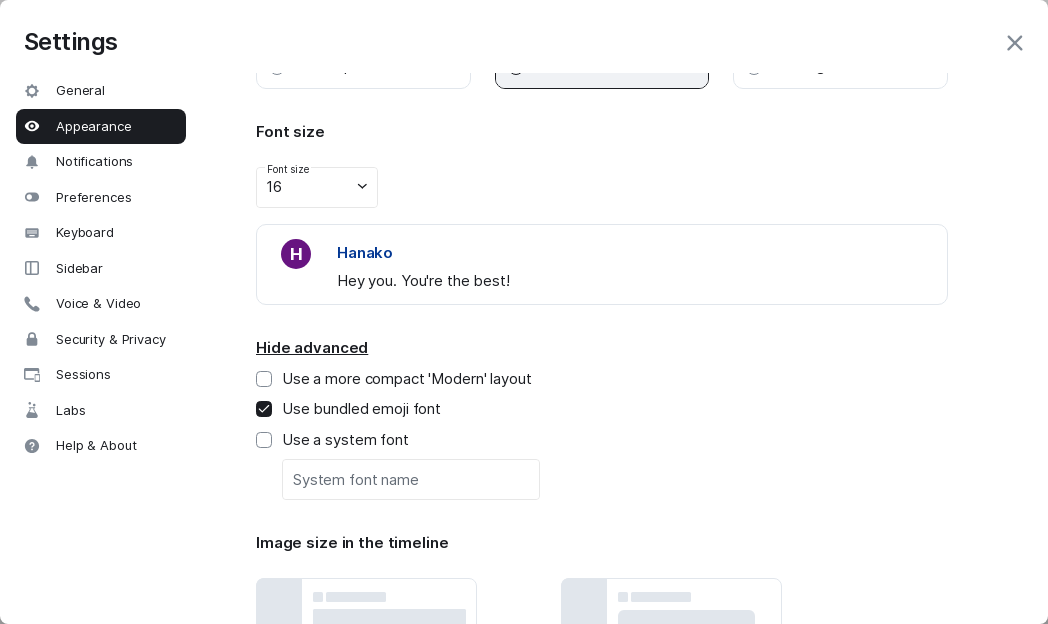 Settings
General
Appearance
Notifications
Preferences
Keyboard
Sidebar
Voice & Video
Security & Privacy
Sessions
Labs
Help & About
Font size
Font size
16
H
Hanako
Hey you. You're the best!
Hide advanced
Use a more compact 'Modern' layout
Use bundled emoji font
Use a system font
System font name
Image size in the timeline